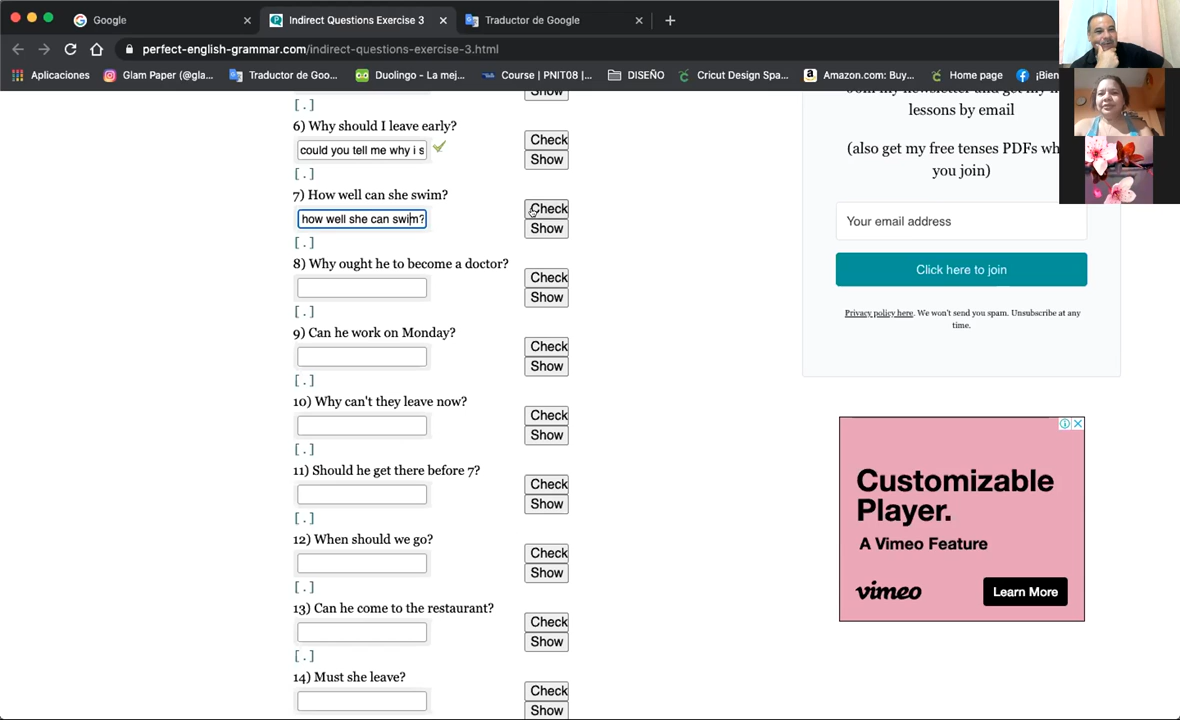 Google
Indirect Questions Exercise 3
Traductor de Google
perfect-english-grammar.com/indirect-questions-exercise-3.html
Aplicaciones
Glam Paper (@gla...
Traductor de Goo...
Duolingo - La mej...
Course | PNIT08 |...
DISEÑO
Cricut Design Spa...
Amazon.com: Buy...
Home page
¡Bien
lessons by email
(also get my free tenses PDFs wh
you join)
Your email address
Click here to join
Privacy policy here. We won't send you spam. Unsubscribe at any
time.
Show
[ . ]
6) Why should I leave early?
could you tell me why i s
Check
Show
[ . ]
7) How well can she swim?
how well she can swim?
Check
Show
[ . ]
8) Why ought he to become a doctor?
Check
Show
[ . ]
9) Can he work on Monday?
Check
Show
[ . ]
10) Why can't they leave now?
Check
Show
[ . ]
11) Should he get there before 7?
Check
Show
[ . ]
12) When should we go?
Check
Show
[ . ]
13) Can he come to the restaurant?
Check
Show
[ . ]
14) Must she leave?
Check
Show
Customizable
Player.
A Vimeo Feature
vimeo
Learn More